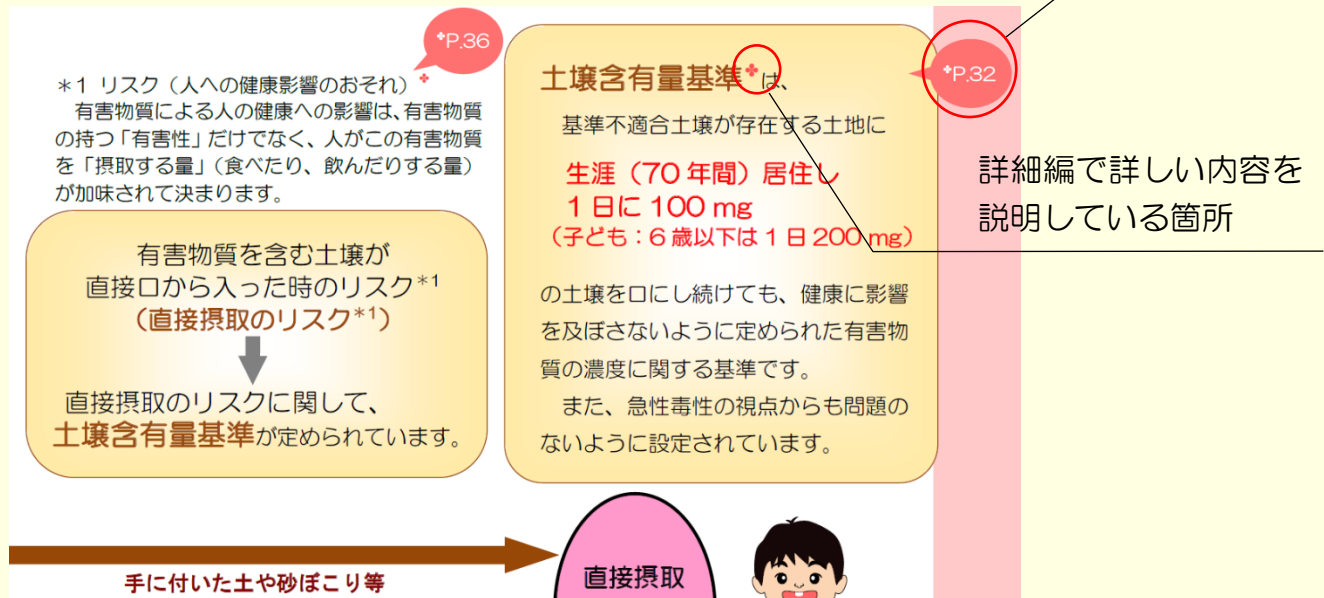 ✤P.36
＊1 リスク（人への健康影響のおそれ）✤
有害物質による人の健康への影響は、有害物質
の持つ「有害性」だけでなく、人がこの有害物質
を「摂取する量」（食べたり、飲んだりする量）
が加味されて決まります。
有害物質を含む土壌が
直接口から入った時のリスク＊1
（直接摂取のリスク＊1）
直接摂取のリスクに関して、
土壌含有量基準が定められています。
土壌含有量基準✤は、
✤P.32
基準不適合土壌が存在する土地に
生涯（70 年間）居住し
1 日に 100 mg
（子ども：6 歳以下は 1 日 200 mg）
の土壌を口にし続けても、健康に影響
を及ぼさないように定められた有害物
質の濃度に関する基準です。
また、急性毒性の視点からも問題の
ないように設定されています。
詳細編で詳しい内容を
説明している箇所
手に付いた土や砂ぼこり等
直接摂取